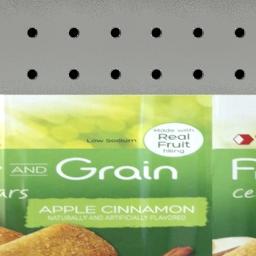 Low Sodium
Made with
Real
Fruit
filling
AND Grain
ars
APPLE CINNAMON
NATURALLY AND ARTIFICIALLY FLAVORED
F
ce